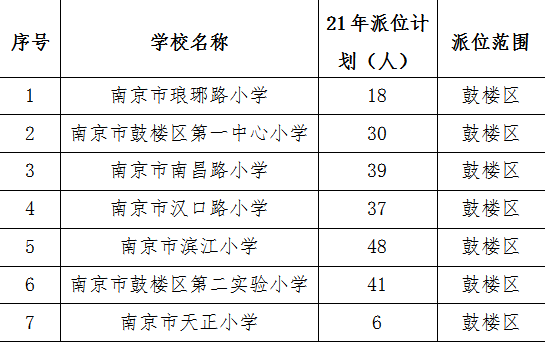 序号 学校名称 21年派位计划（人） 派位范围
1 南京市琅琊路小学 18 鼓楼区
2 南京市鼓楼区第一中心小学 30 鼓楼区
3 南京市南昌路小学 39 鼓楼区
4 南京市汉口路小学 37 鼓楼区
5 南京市滨江小学 48 鼓楼区
6 南京市鼓楼区第二实验小学 41 鼓楼区
7 南京市天正小学 6 鼓楼区